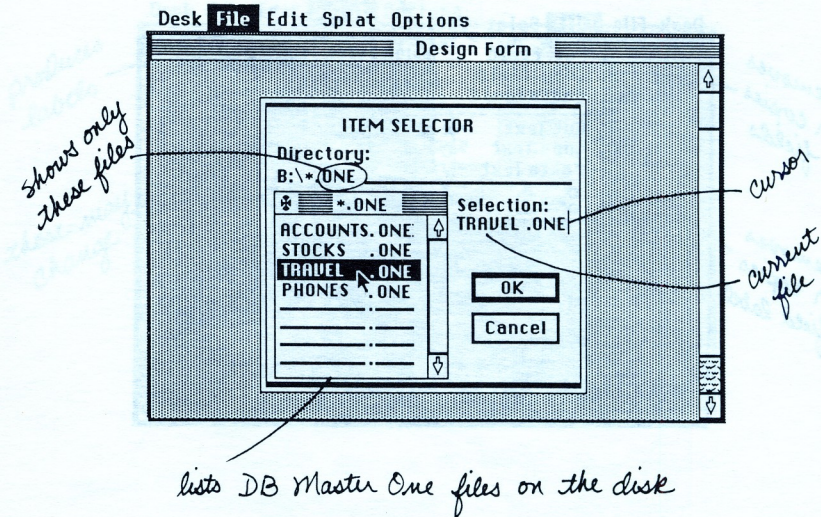 Desk File Edit Splat Options
Design Form
ITEM SELECTOR
Directory:
B:\*.ONE
*.ONE
ACCOUNTS.ONE
STOCKS .ONE
TRAVEL .ONE
PHONES .ONE
Selection:
TRAVEL .ONE
OK
Cancel
shows only
these files
cursor
current
file
lists DB Master One files on the disk